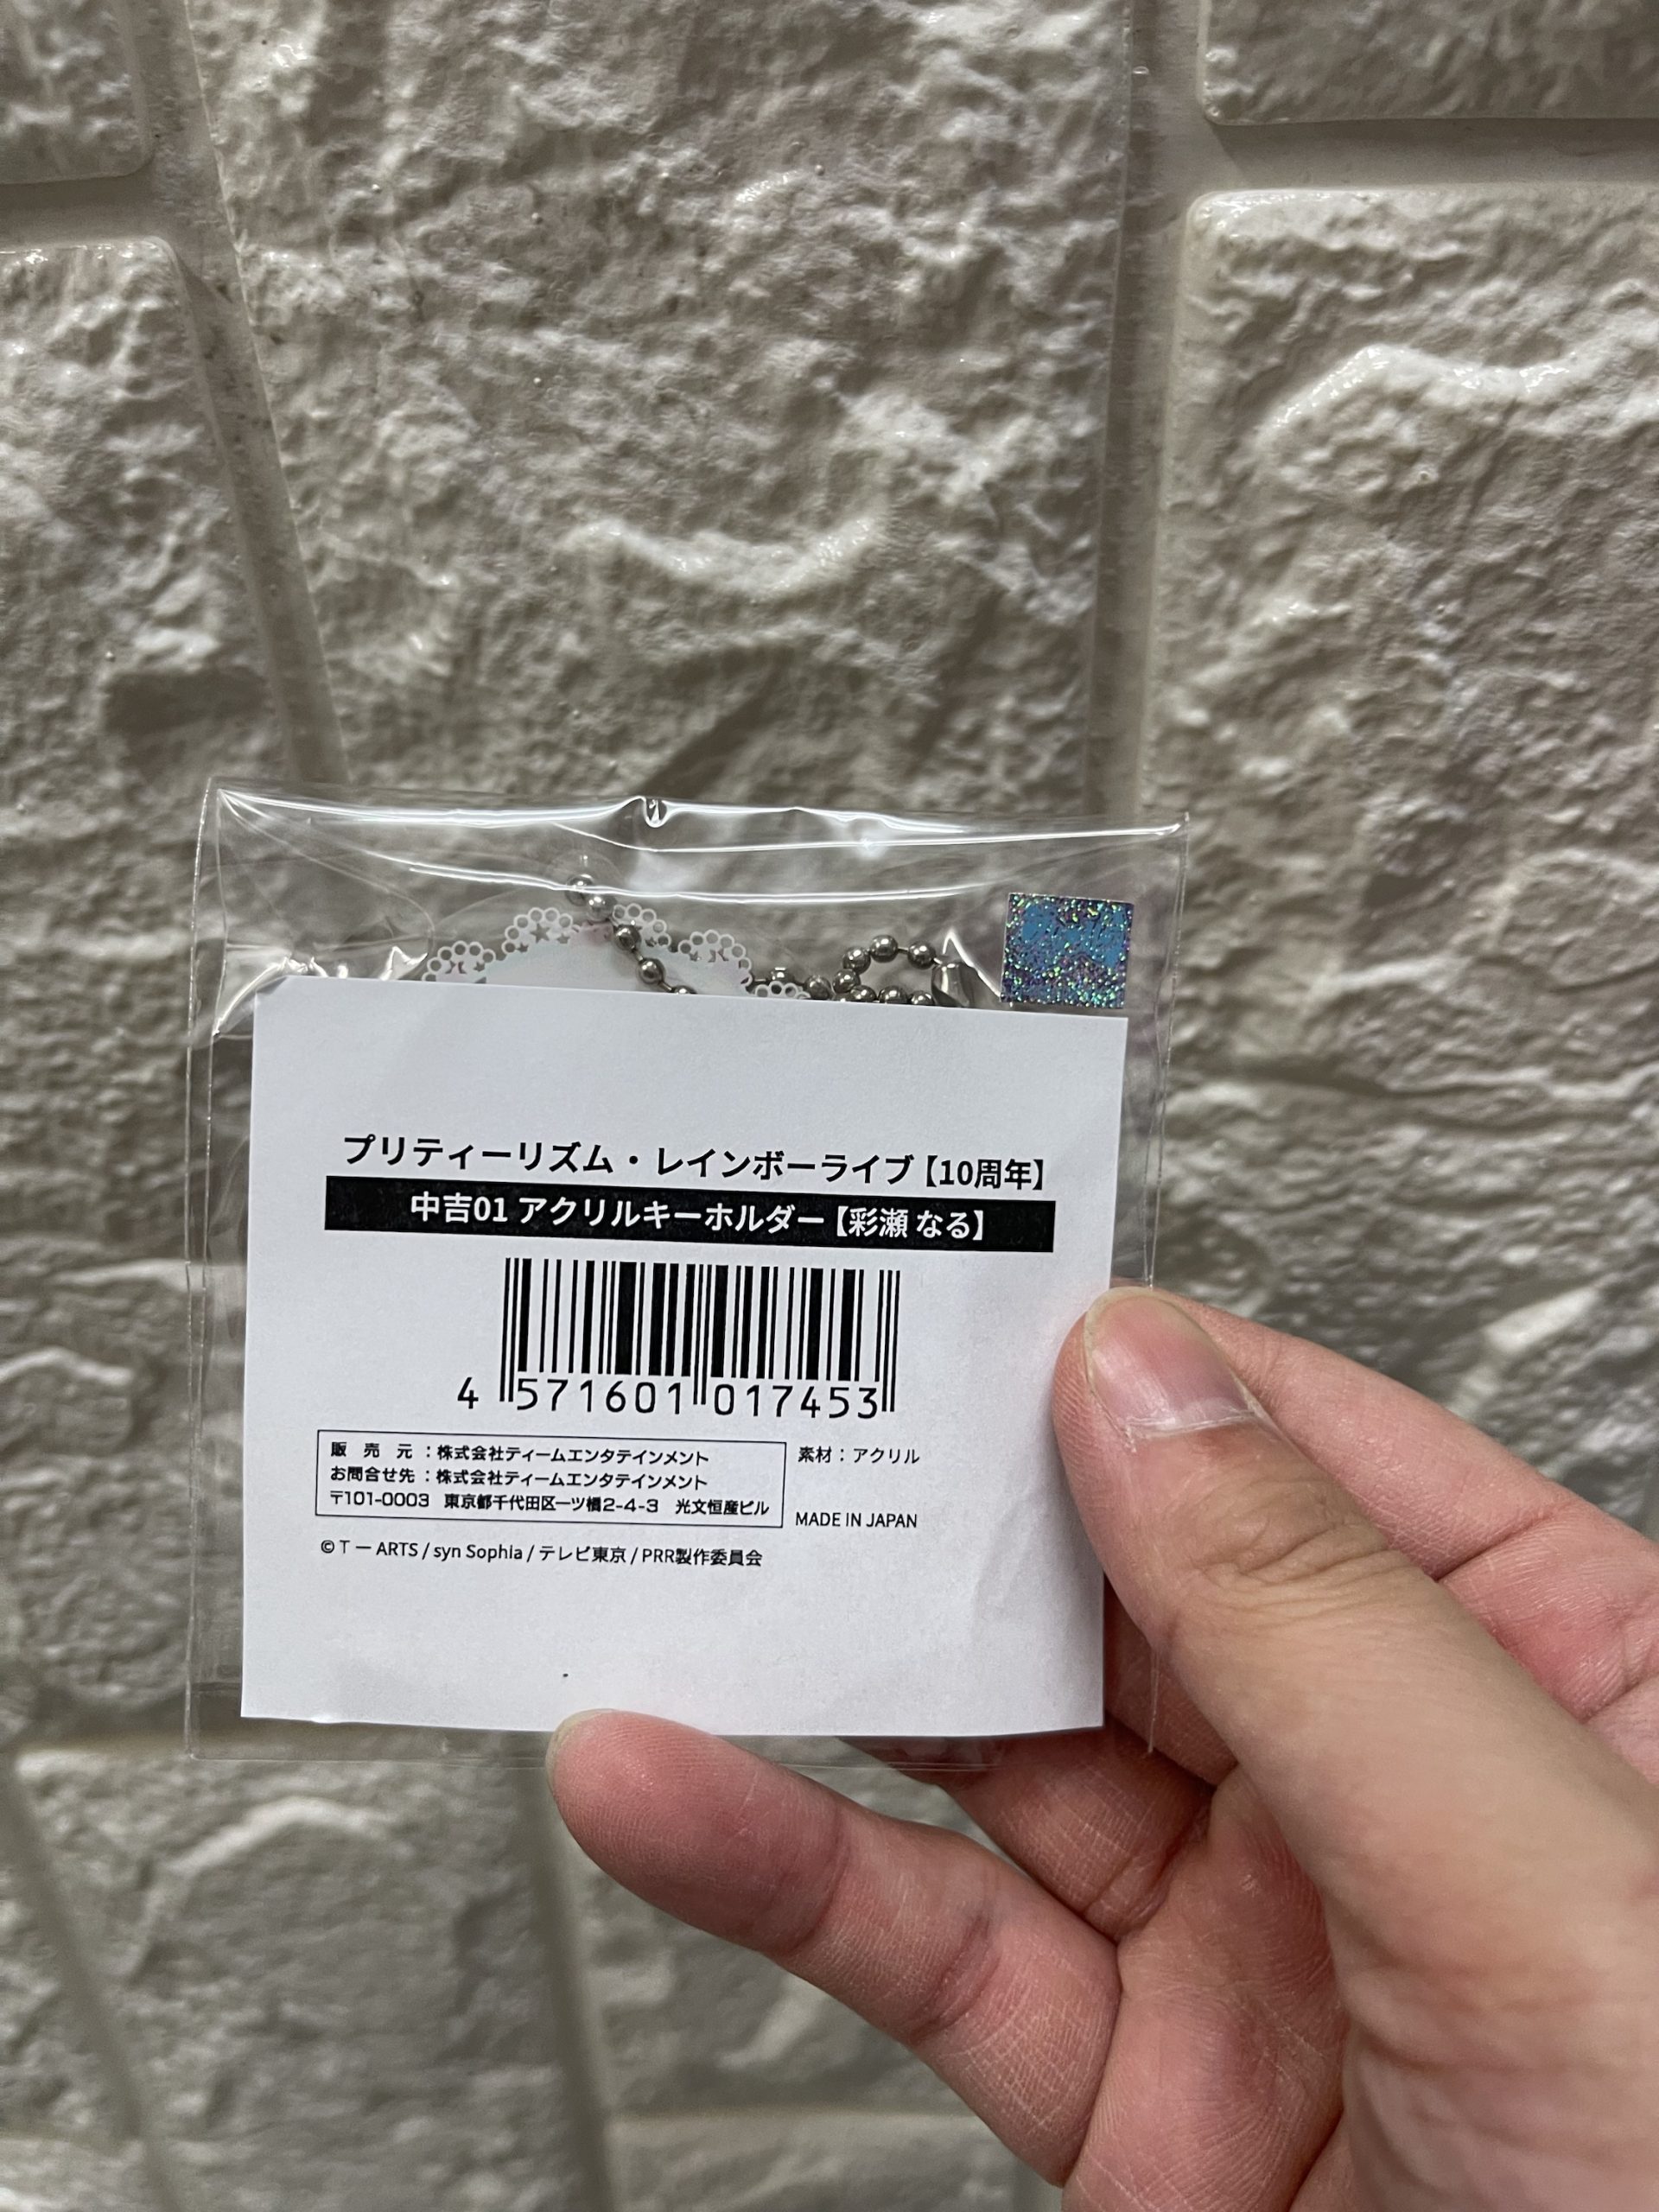 プリティーリズム・レインボーライブ【10周年】
中吉01 アクリルキーホルダー【彩瀬 なる】
4 571601 017453
販売元：株式会社ティームエンタテインメント
お問合せ先：株式会社ティームエンタテインメント
〒101-0003 東京都千代田区一ツ橋2-4-3 光文恒産ビル
素材：アクリル
MADE IN JAPAN
©T－ARTS / syn Sophia / テレビ東京 / PRR製作委員会